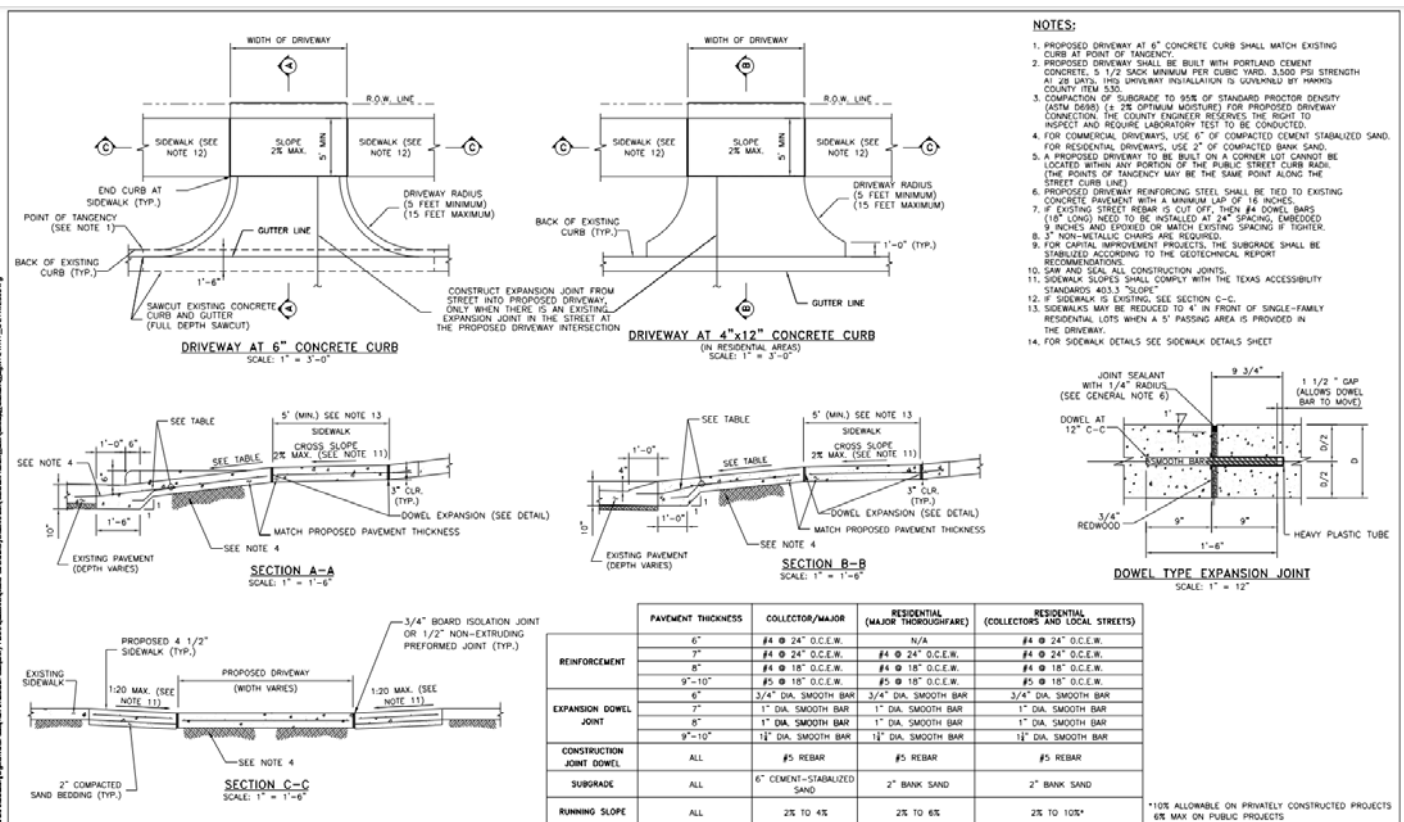 WIDTH OF DRIVEWAY
A
R.O.W. LINE
C
SIDEWALK (SEE
NOTE 12)
SLOPE
2% MAX.
5' MIN
SIDEWALK (SEE
NOTE 12)
C
END CURB AT
SIDEWALK (TYP.)
POINT OF TANGENCY
(SEE NOTE 1)
DRIVEWAY RADIUS
(5 FEET MINIMUM)
(15 FEET MAXIMUM)
GUTTER LINE
BACK OF EXISTING
CURB (TYP.)
1'-6"
SAWCUT EXISTING CONCRETE
CURB AND GUTTER
(FULL DEPTH SAWCUT)
A
CONSTRUCT EXPANSION JOINT FROM
STREET INTO PROPOSED DRIVEWAY,
ONLY WHEN THERE IS AN EXISTING
EXPANSION JOINT IN THE STREET AT
THE PROPOSED DRIVEWAY INTERSECTION
DRIVEWAY AT 6" CONCRETE CURB
SCALE: 1" = 3'-0"
WIDTH OF DRIVEWAY
B
R.O.W. LINE
C
SIDEWALK (SEE
NOTE 12)
SLOPE
2% MAX.
5' MIN
SIDEWALK (SEE
NOTE 12)
C
DRIVEWAY RADIUS
(5 FEET MINIMUM)
(15 FEET MAXIMUM)
BACK OF EXISTING
CURB (TYP.)
1'-0" (TYP.)
GUTTER LINE
B
DRIVEWAY AT 4"x12" CONCRETE CURB
(IN RESIDENTIAL AREAS)
SCALE: 1" = 3'-0"
NOTES:
1. PROPOSED DRIVEWAY AT 6" CONCRETE CURB SHALL MATCH EXISTING
CURB AT POINT OF TANGENCY.
2. PROPOSED DRIVEWAY SHALL BE BUILT WITH PORTLAND CEMENT
CONCRETE, 5 1/2 SACK MINIMUM PER CUBIC YARD. 3,500 PSI STRENGTH
AT 28 DAYS. THIS DRIVEWAY INSTALLATION IS GOVERNED BY HARRIS
COUNTY ITEM 530.
3. COMPACTION OF SUBGRADE TO 95% OF STANDARD PROCTOR DENSITY
(ASTM D698) (± 2% OPTIMUM MOISTURE) FOR PROPOSED DRIVEWAY
CONNECTION. THE COUNTY ENGINEER RESERVES THE RIGHT TO
INSPECT AND REQUIRE LABORATORY TEST TO BE CONDUCTED.
4. FOR COMMERCIAL DRIVEWAYS, USE 6" OF COMPACTED CEMENT STABALIZED SAND.
FOR RESIDENTIAL DRIVEWAYS, USE 2" OF COMPACTED BANK SAND.
5. A PROPOSED DRIVEWAY TO BE BUILT ON A CORNER LOT CANNOT BE
LOCATED WITHIN ANY PORTION OF THE PUBLIC STREET CURB RADII.
(THE POINTS OF TANGENCY MAY BE THE SAME POINT ALONG THE
STREET CURB LINE)
6. PROPOSED DRIVEWAY REINFORCING STEEL SHALL BE TIED TO EXISTING
CONCRETE PAVEMENT WITH A MINIMUM LAP OF 16 INCHES.
7. IF EXISTING STREET REBAR IS CUT OFF, THEN #4 DOWEL BARS
(18" LONG) NEED TO BE INSTALLED AT 24" SPACING, EMBEDDED
9 INCHES AND EPOXIED OR MATCH EXISTING SPACING IF TIGHTER.
8. 3" NON-METALLIC CHAIRS ARE REQUIRED.
9. FOR CAPITAL IMPROVEMENT PROJECTS, THE SUBGRADE SHALL BE
STABILIZED ACCORDING TO THE GEOTECHNICAL REPORT
RECOMMENDATIONS.
10. SAW AND SEAL ALL CONSTRUCTION JOINTS.
11. SIDEWALK SLOPES SHALL COMPLY WITH THE TEXAS ACCESSIBILITY
STANDARDS 403.3 "SLOPE"
12. IF SIDEWALK IS EXISTING, SEE SECTION C-C.
13. SIDEWALKS MAY BE REDUCED TO 4' IN FRONT OF SINGLE-FAMILY
RESIDENTIAL LOTS WHEN A 5' PASSING AREA IS PROVIDED IN
THE DRIVEWAY.
14. FOR SIDEWALK DETAILS SEE SIDEWALK DETAILS SHEET
SEE TABLE
5' (MIN.) SEE NOTE 13
SIDEWALK
1'-0" 6"
CROSS SLOPE
2% MAX. (SEE NOTE 11)
SEE NOTE 4
SEE TABLE
6"
4"
3" CLR.
(TYP.)
1
1
1'-6"
10"
DOWEL EXPANSION (SEE DETAIL)
MATCH PROPOSED PAVEMENT THICKNESS
SEE NOTE 4
EXISTING PAVEMENT
(DEPTH VARIES)
SECTION A-A
SCALE: 1" = 1'-6"
SEE TABLE
5' (MIN.) SEE NOTE 13
SIDEWALK
1'-0"
CROSS SLOPE
2% MAX. (SEE NOTE 11)
SEE TABLE
4"
4"
3" CLR.
(TYP.)
1
1
1'-0"
10"
DOWEL EXPANSION (SEE DETAIL)
MATCH PROPOSED PAVEMENT THICKNESS
SEE NOTE 4
EXISTING PAVEMENT
(DEPTH VARIES)
SECTION B-B
SCALE: 1" = 1'-6"
JOINT SEALANT
WITH 1/4" RADIUS
(SEE GENERAL NOTE 6)
9 3/4"
1 1/2 " GAP
(ALLOWS DOWEL
BAR TO MOVE)
DOWEL AT
12" C-C
1'
SMOOTH BAR
D/2
D/2
D
3/4"
REDWOOD
9"
9"
HEAVY PLASTIC TUBE
1'-6"
DOWEL TYPE EXPANSION JOINT
SCALE: 1" = 12"
3/4" BOARD ISOLATION JOINT
OR 1/2" NON-EXTRUDING
PREFORMED JOINT (TYP.)
PROPOSED 4 1/2"
SIDEWALK (TYP.)
EXISTING
SIDEWALK
PROPOSED DRIVEWAY
(WIDTH VARIES)
1:20 MAX. (SEE
NOTE 11)
1:20 MAX. (SEE
NOTE 11)
SEE NOTE 4
2" COMPACTED
SAND BEDDING (TYP.)
SECTION C-C
SCALE: 1" = 1'-6"
PAVEMENT THICKNESS COLLECTOR/MAJOR RESIDENTIAL (MAJOR THOROUGHFARE) RESIDENTIAL (COLLECTORS AND LOCAL STREETS)
REINFORCEMENT
6" #4 @ 24" O.C.E.W. N/A #4 @ 24" O.C.E.W.
7" #4 @ 24" O.C.E.W. #4 @ 24" O.C.E.W. #4 @ 24" O.C.E.W.
8" #4 @ 18" O.C.E.W. #4 @ 18" O.C.E.W. #4 @ 18" O.C.E.W.
9"-10" #5 @ 18" O.C.E.W. #5 @ 18" O.C.E.W. #5 @ 18" O.C.E.W.
EXPANSION DOWEL JOINT
6" 3/4" DIA. SMOOTH BAR 3/4" DIA. SMOOTH BAR 3/4" DIA. SMOOTH BAR
7" 1" DIA. SMOOTH BAR 1" DIA. SMOOTH BAR 1" DIA. SMOOTH BAR
8" 1" DIA. SMOOTH BAR 1" DIA. SMOOTH BAR 1" DIA. SMOOTH BAR
9"-10" 1¼" DIA. SMOOTH BAR 1¼" DIA. SMOOTH BAR 1¼" DIA. SMOOTH BAR
CONSTRUCTION JOINT DOWEL ALL #5 REBAR #5 REBAR #5 REBAR
SUBGRADE ALL 6" CEMENT-STABALIZED SAND 2" BANK SAND 2" BANK SAND
RUNNING SLOPE ALL 2% TO 4% 2% TO 6% 2% TO 10%*
*10% ALLOWABLE ON PRIVATELY CONSTRUCTED PROJECTS
6% MAX ON PUBLIC PROJECTS